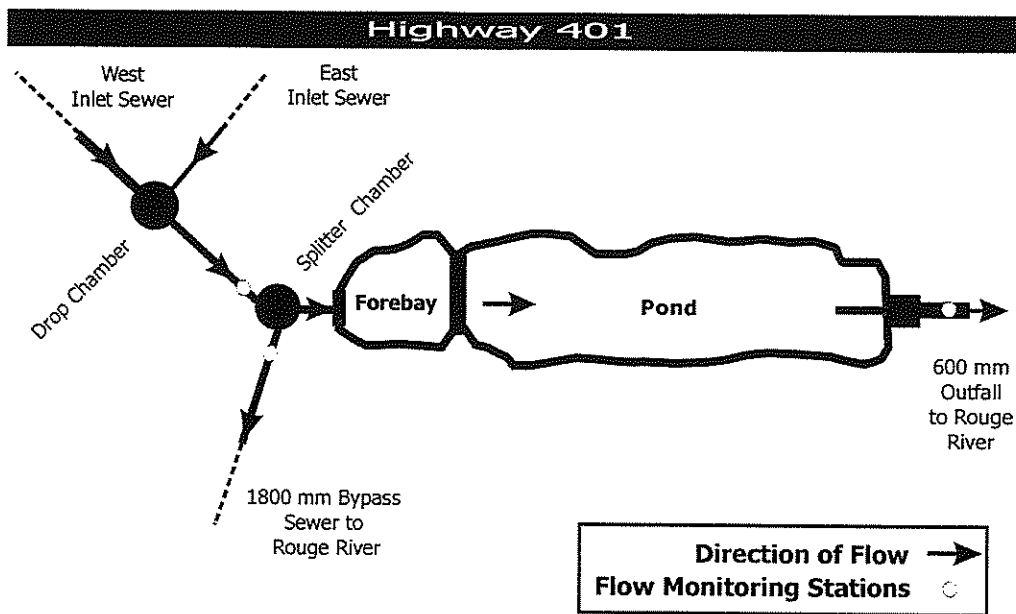 Highway 401
West
Inlet Sewer
East
Inlet Sewer
Drop Chamber
Splitter Chamber
Forebay
Pond
600 mm
Outfall
to Rouge
River
1800 mm Bypass
Sewer to
Rouge River
Direction of Flow
Flow Monitoring Stations